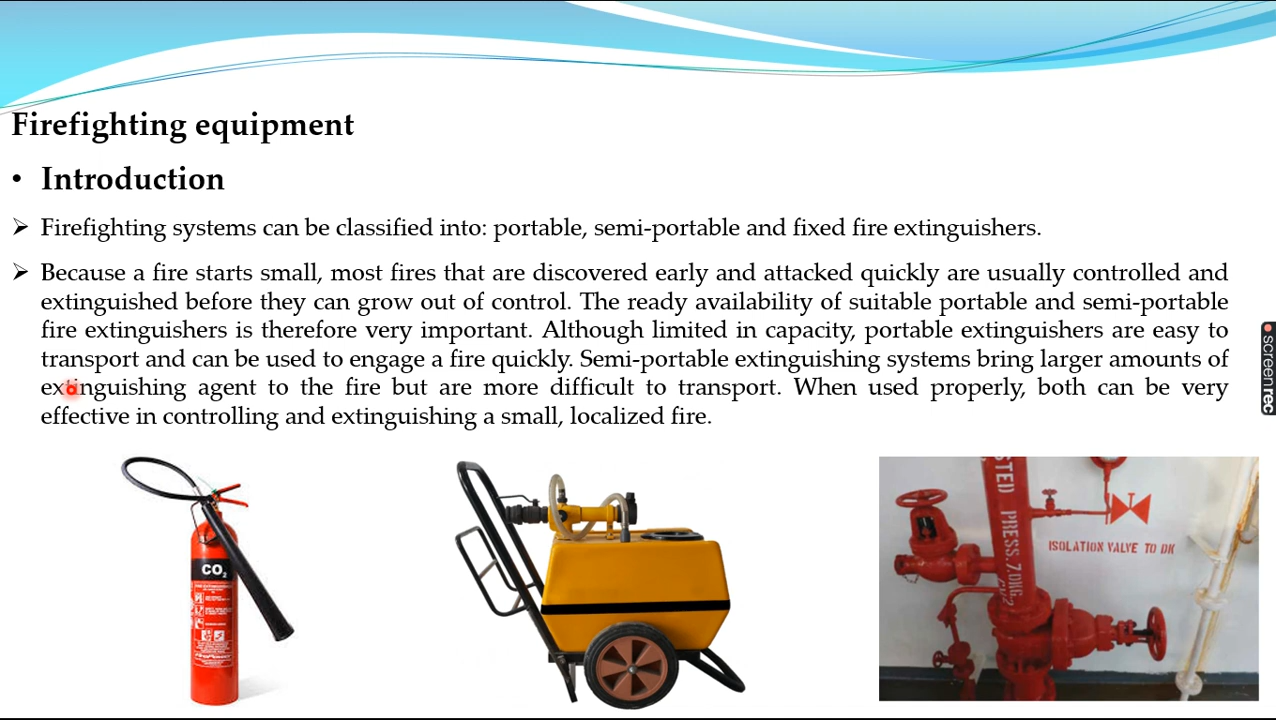 Firefighting equipment
• Introduction
➢ Firefighting systems can be classified into: portable, semi-portable and fixed fire extinguishers.
➢ Because a fire starts small, most fires that are discovered early and attacked quickly are usually controlled and
extinguished before they can grow out of control. The ready availability of suitable portable and semi-portable
fire extinguishers is therefore very important. Although limited in capacity, portable extinguishers are easy to
transport and can be used to engage a fire quickly. Semi-portable extinguishing systems bring larger amounts of
extinguishing agent to the fire but are more difficult to transport. When used properly, both can be very
effective in controlling and extinguishing a small, localized fire.
CO2
STED PRESS. 7.0KG
ISOLATION VALVE TO DK
screenrec